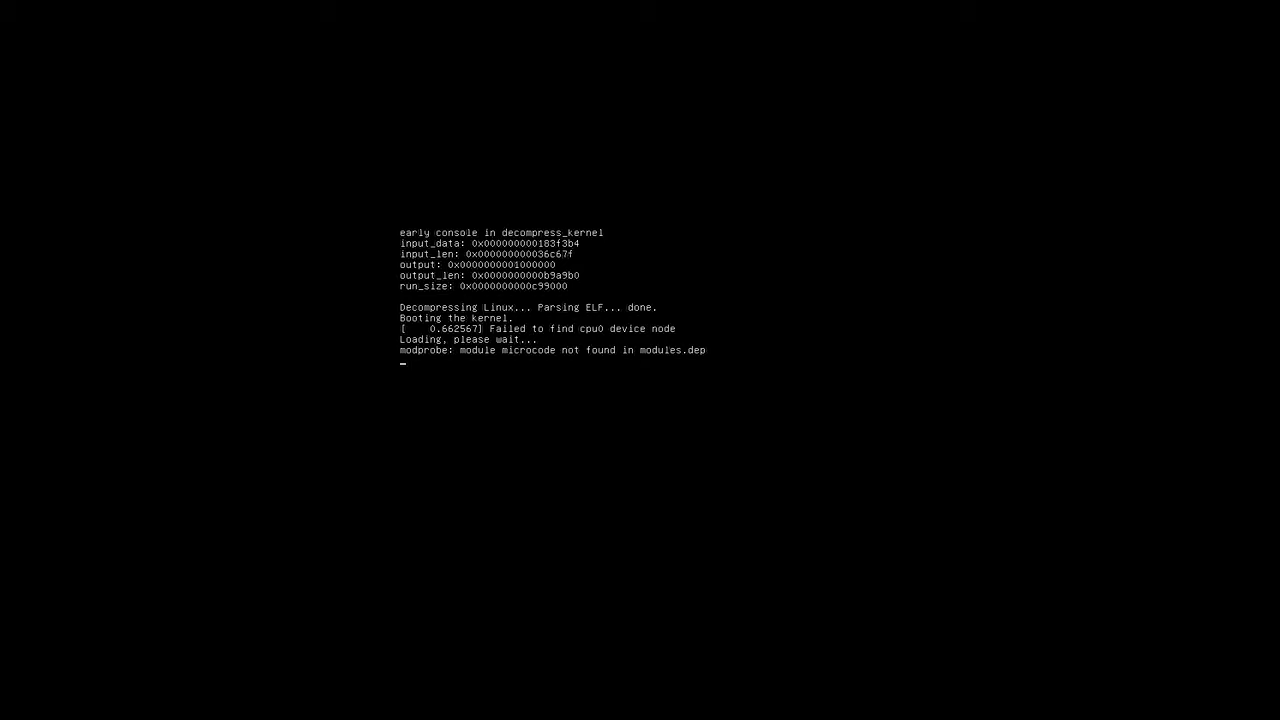 early console in decompress_kernel
input_data: 0x000000000183f3b4
input_len: 0x000000000036c67f
output: 0x0000000001000000
output_len: 0x0000000000b9a9b0
run_size: 0x0000000000c99000
Decompressing Linux... Parsing ELF... done.
Booting the kernel.
[    0.662567] Failed to find cpu0 device node
Loading, please wait...
modprobe: module microcode not found in modules.dep